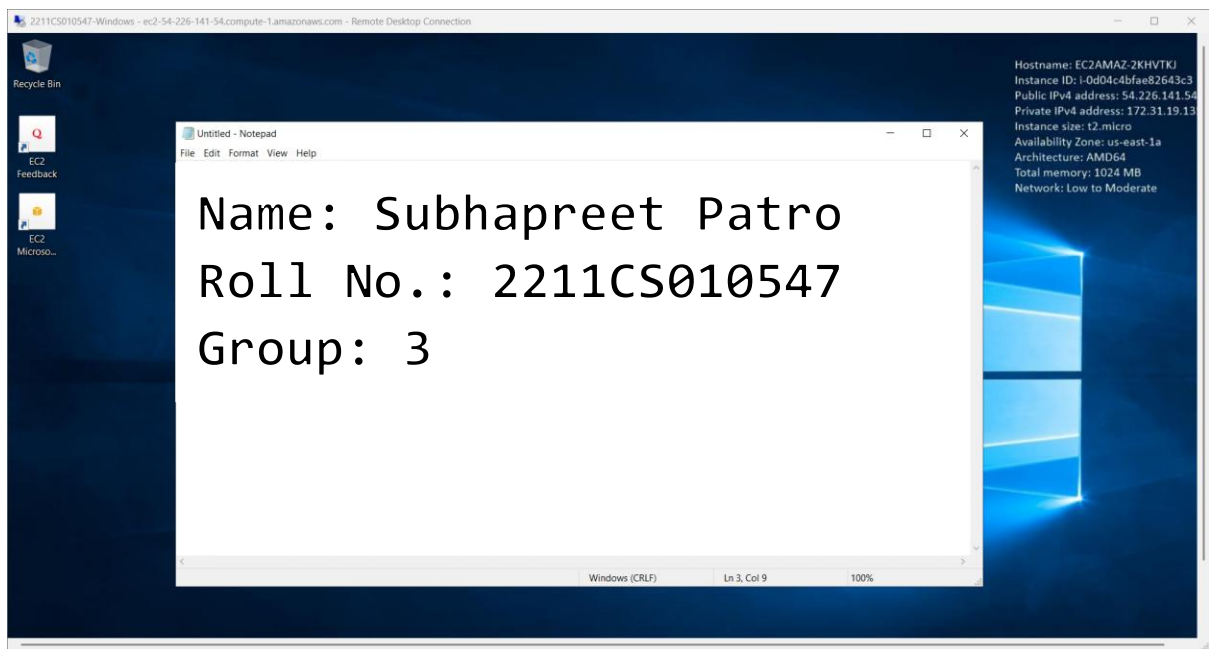 2211CS010547-Windows - ec2-54-226-141-54.compute-1.amazonaws.com - Remote Desktop Connection
Recycle Bin
EC2
Feedback
EC2
Microso...
Hostname: EC2AMAZ-2KHVTKJ
Instance ID: i-0d04c4bfae82643c3
Public IPv4 address: 54.226.141.54
Private IPv4 address: 172.31.19.13
Instance size: t2.micro
Availability Zone: us-east-1a
Architecture: AMD64
Total memory: 1024 MB
Network: Low to Moderate
Untitled - Notepad
File Edit Format View Help
Name: Subhapreet Patro
Roll No.: 2211CS010547
Group: 3
Windows (CRLF) Ln 3, Col 9 100%